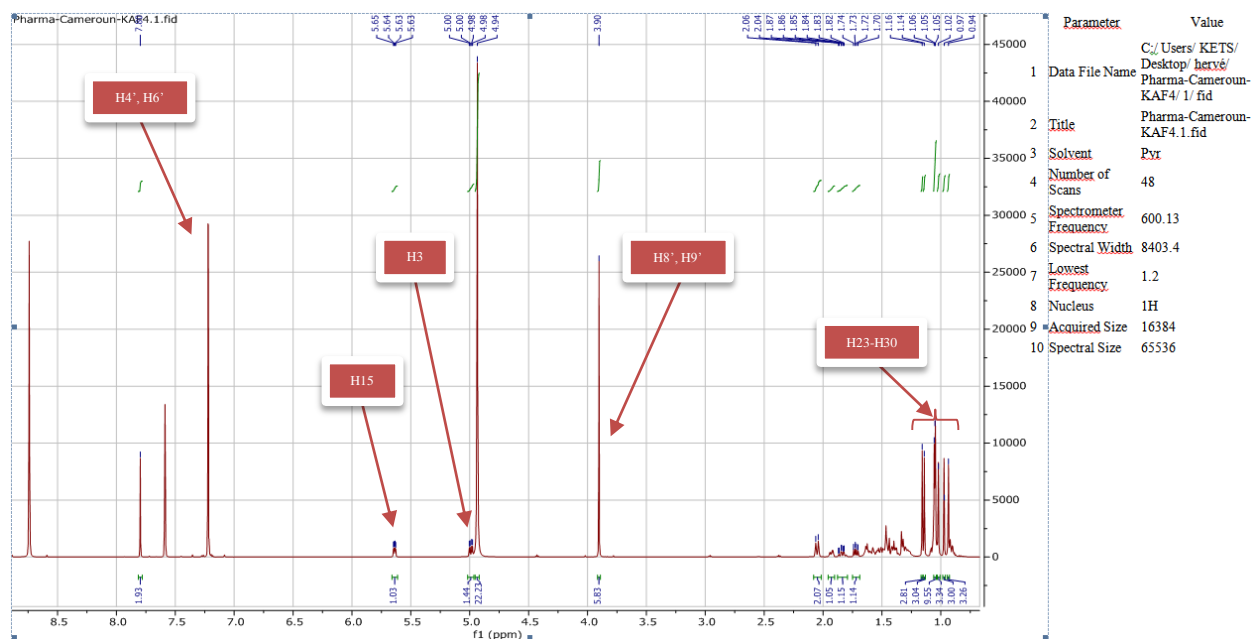 Pharma-Cameroun-KAF4.1.fid
5.65
5.64
5.63
5.63
5.00
5.00
4.98
4.98
4.94
3.90
2.06
2.04
1.87
1.86
1.85
1.84
1.83
1.82
1.74
1.73
1.72
1.70
1.16
1.14
1.06
1.05
1.05
1.02
0.97
0.94
H4’, H6’
H15
H3
H8’, H9’
H23-H30
45000
40000
35000
30000
25000
20000
15000
10000
5000
0
1.93
1.03
1.44
22.23
5.83
2.07
1.05
1.15
1.14
2.81
3.04
9.55
3.34
3.00
3.26
8.5 8.0 7.5 7.0 6.5 6.0 5.5 5.0 4.5 4.0 3.5 3.0 2.5 2.0 1.5 1.0
f1 (ppm)
Parameter Value
1 Data File Name C:/ Users/ KETS/
Desktop/ hervé/
Pharma-Cameroun-
KAF4/ 1/ fid
2 Title Pharma-Cameroun-
KAF4.1.fid
3 Solvent Pyr
4 Number of
Scans 48
5 Spectrometer
Frequency 600.13
6 Spectral Width 8403.4
7 Lowest
Frequency 1.2
8 Nucleus 1H
9 Acquired Size 16384
10 Spectral Size 65536